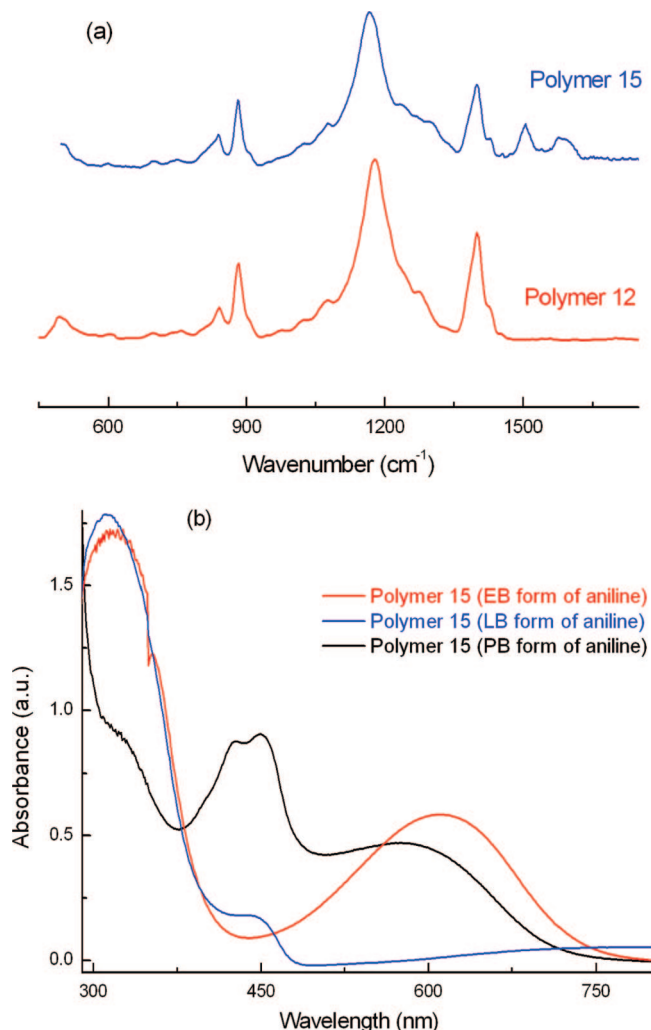 (a)
Polymer 15
Polymer 12
600 900 1200 1500
Wavenumber (cm⁻¹)
(b)
Polymer 15 (EB form of aniline)
Polymer 15 (LB form of aniline)
Polymer 15 (PB form of aniline)
Absorbance (a.u.)
1.5
1.0
0.5
0.0
300 450 600 750
Wavelength (nm)